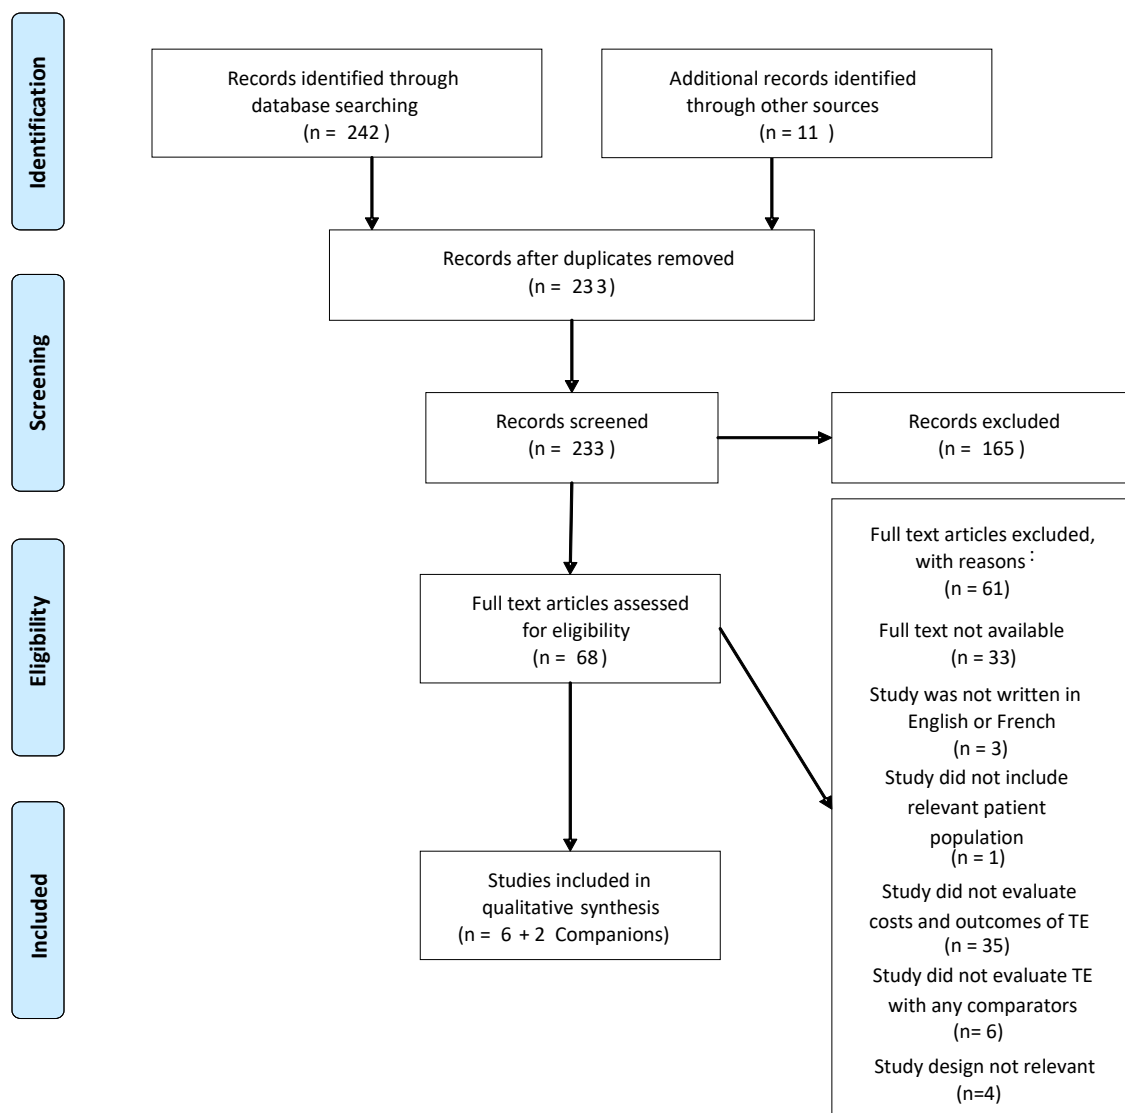 Identification
Records identified through
database searching
(n = 242 )
Additional records identified
through other sources
(n = 11 )
Records after duplicates removed
(n = 233)
Screening
Records screened
(n = 233 )
Records excluded
(n = 165 )
Eligibility
Full text articles assessed
for eligibility
(n = 68 )
Full text articles excluded,
with reasons :
(n = 61)
Full text not available
(n = 33)
Study was not written in
English or French
(n = 3)
Study did not include
relevant patient
population
(n = 1)
Study did not evaluate
costs and outcomes of TE
(n = 35)
Study did not evaluate TE
with any comparators
(n= 6)
Study design not relevant
(n=4)
Included
Studies included in
qualitative synthesis
(n = 6 + 2 Companions)